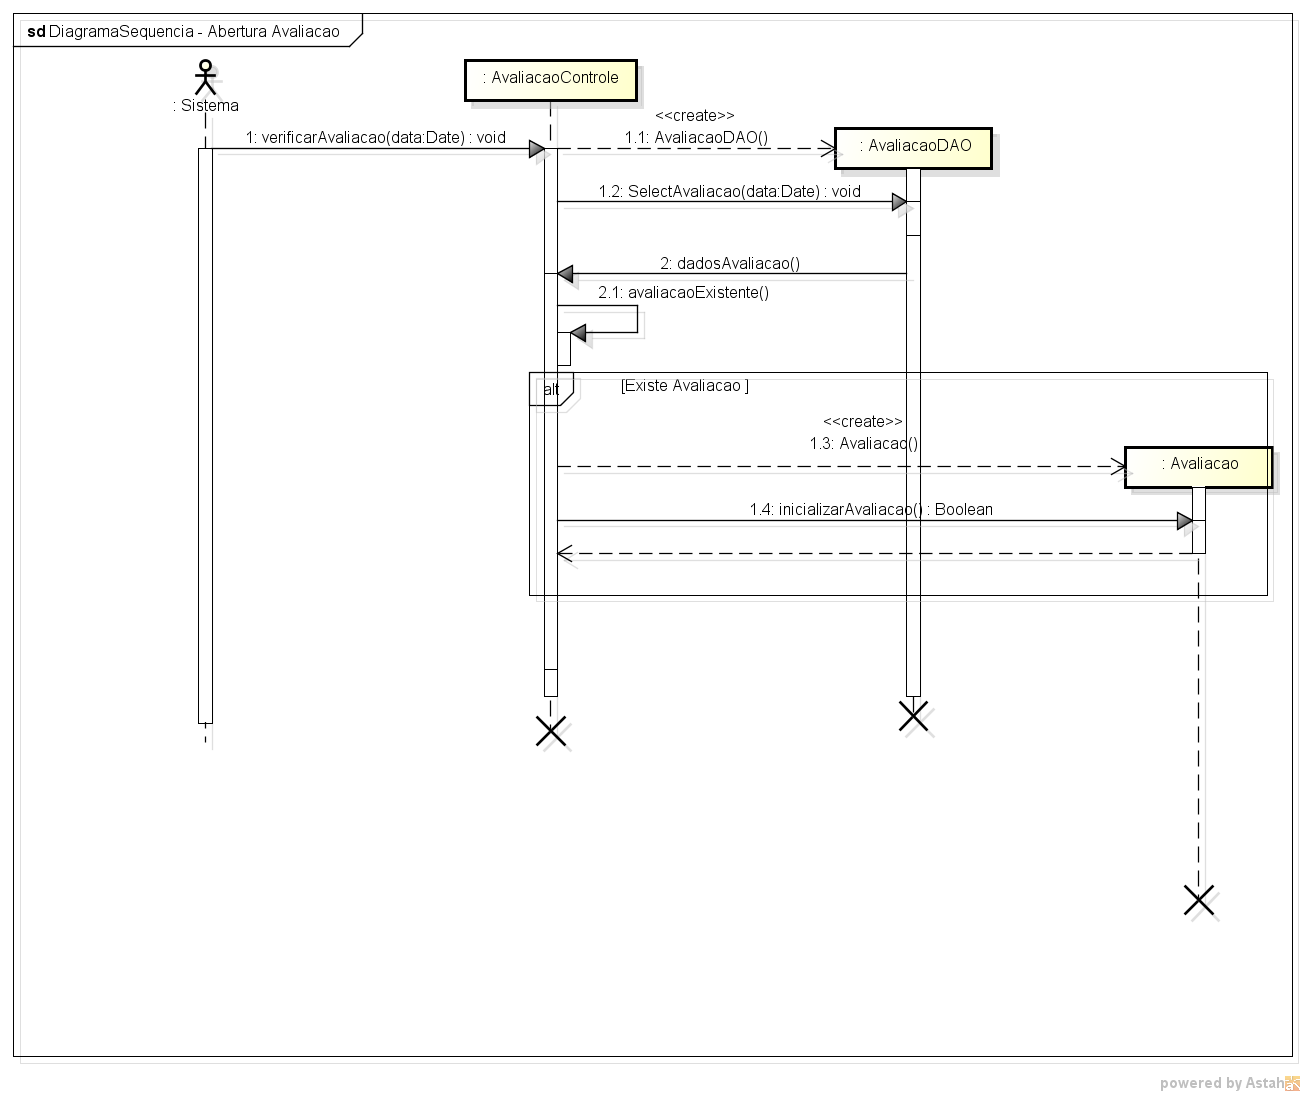 sd DiagramaSequencia - Abertura Avaliacao
: Sistema
: AvaliacaoControle
1: verificarAvaliacao(data:Date) : void
<<create>>
1.1: AvaliacaoDAO()
: AvaliacaoDAO
1.2: SelectAvaliacao(data:Date) : void
2: dadosAvaliacao()
2.1: avaliacaoExistente()
alt
[Existe Avaliacao ]
<<create>>
1.3: Avaliacao()
: Avaliacao
1.4: inicializarAvaliacao() : Boolean
powered by Astah